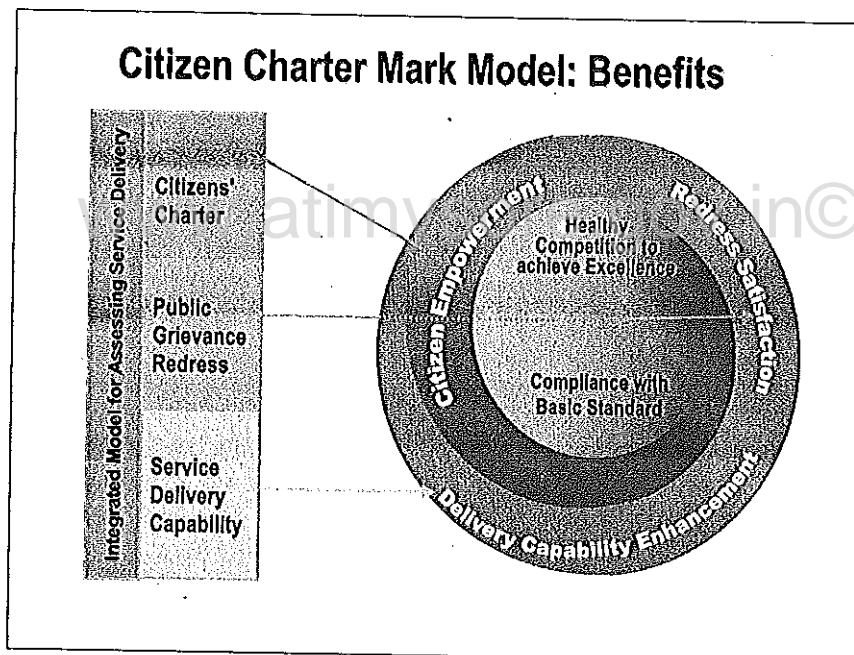 Citizen Charter Mark Model: Benefits
Integrated Model for Assessing Service Delivery
Citizens'
Charter
Public
Grievance
Redress
Service
Delivery
Capability
Citizen Empowerment
Redress Satisfaction
Delivery Capability Enhancement
Healthy
Competition to
achieve Excellence
Compliance with
Basic Standard
in©